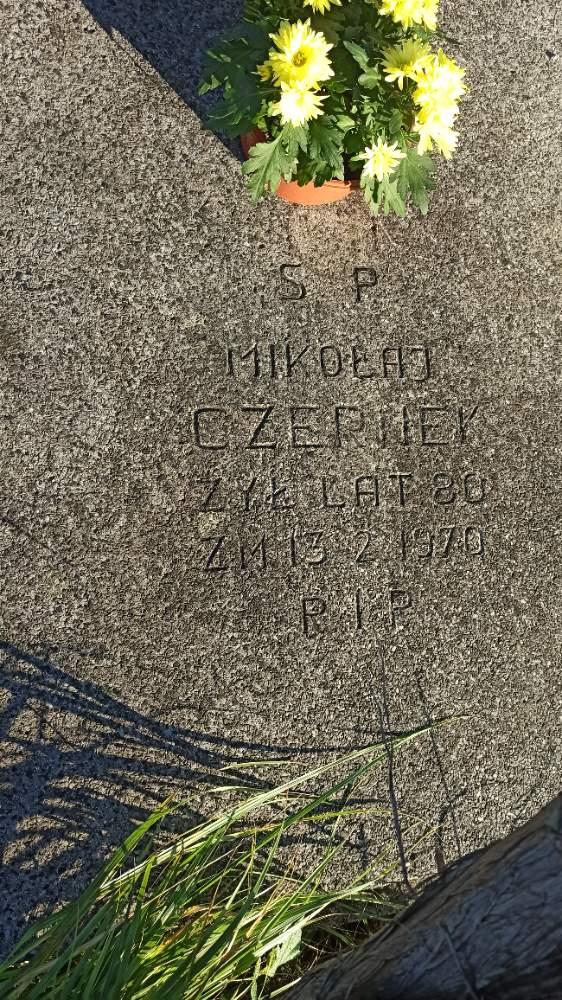 S P
MIKOŁAJ
CZERNEK
ŻYŁ LAT 80
ZM 13 2 1970
R I P